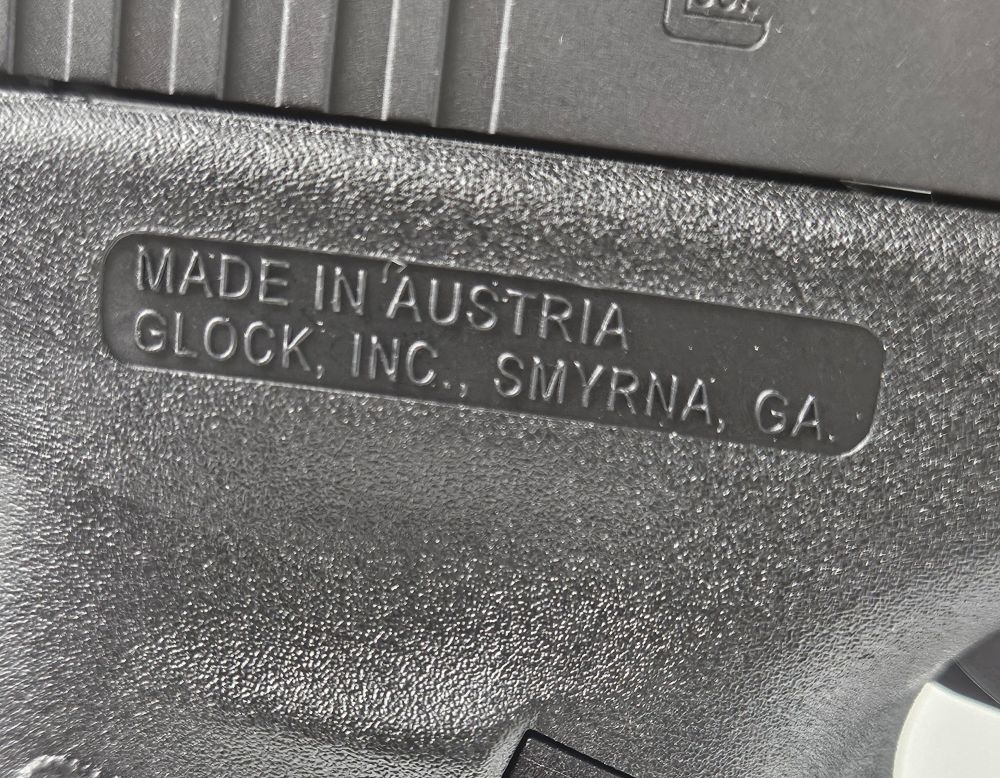 MADE IN AUSTRIA
GLOCK, INC., SMYRNA, GA.